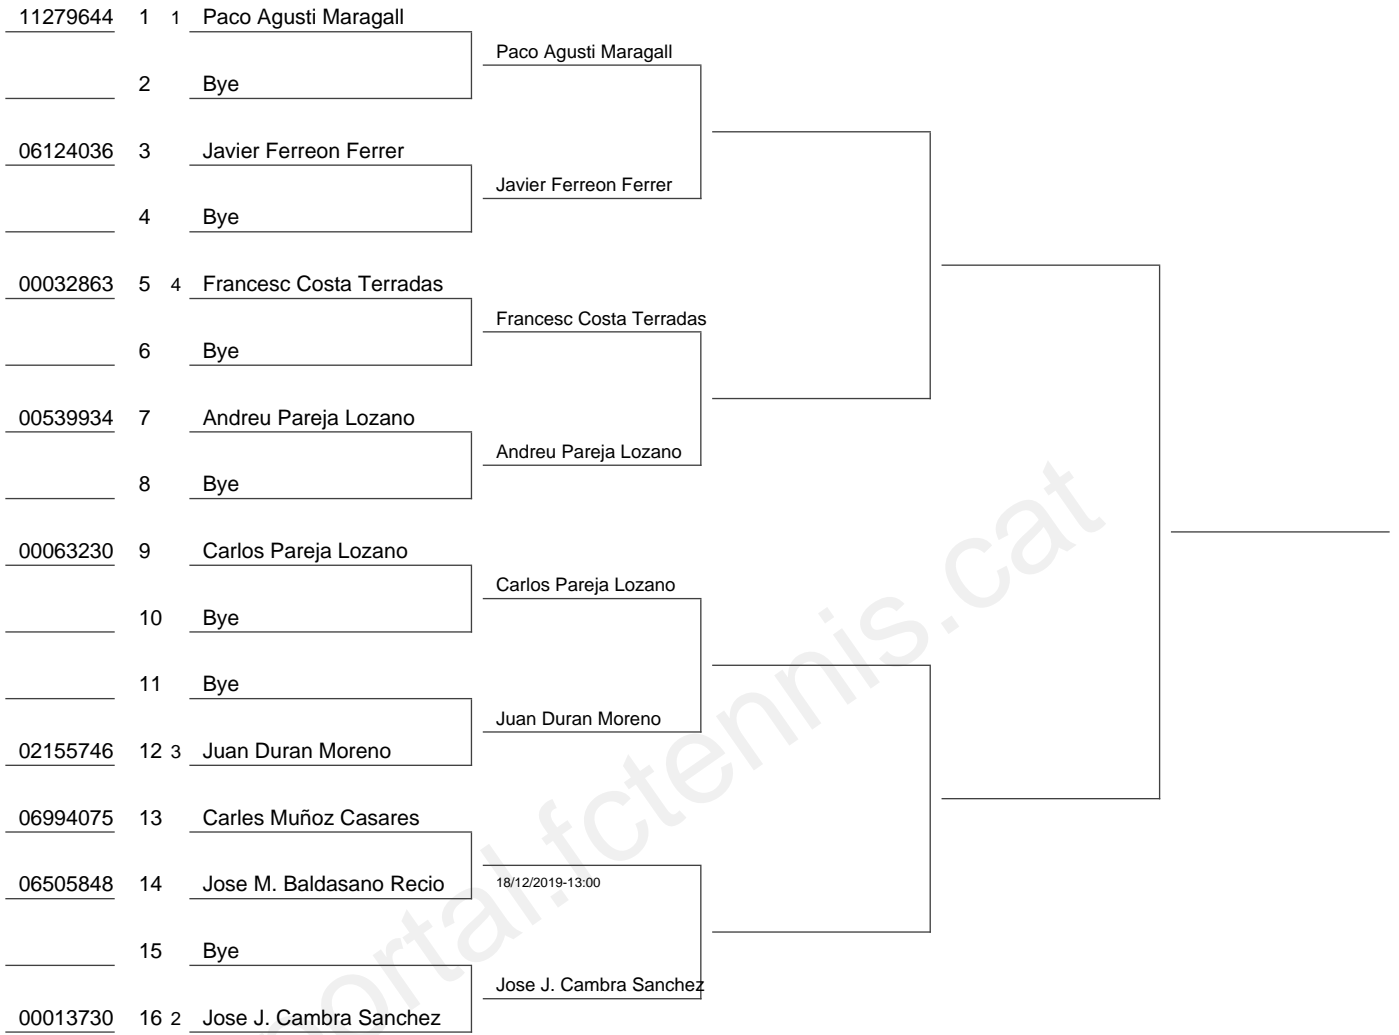 11279644 1 1 Paco Agusti Maragall
Paco Agusti Maragall
2 Bye
06124036 3 Javier Ferreon Ferrer
Javier Ferreon Ferrer
4 Bye
00032863 5 4 Francesc Costa Terradas
Francesc Costa Terradas
6 Bye
00539934 7 Andreu Pareja Lozano
Andreu Pareja Lozano
8 Bye
00063230 9 Carlos Pareja Lozano
Carlos Pareja Lozano
10 Bye
11 Bye
Juan Duran Moreno
02155746 12 3 Juan Duran Moreno
06994075 13 Carles Muñoz Casares
06505848 14 Jose M. Baldasano Recio 18/12/2019-13:00
15 Bye
Jose J. Cambra Sanchez
00013730 16 2 Jose J. Cambra Sanchez
portal.fctennis.cat